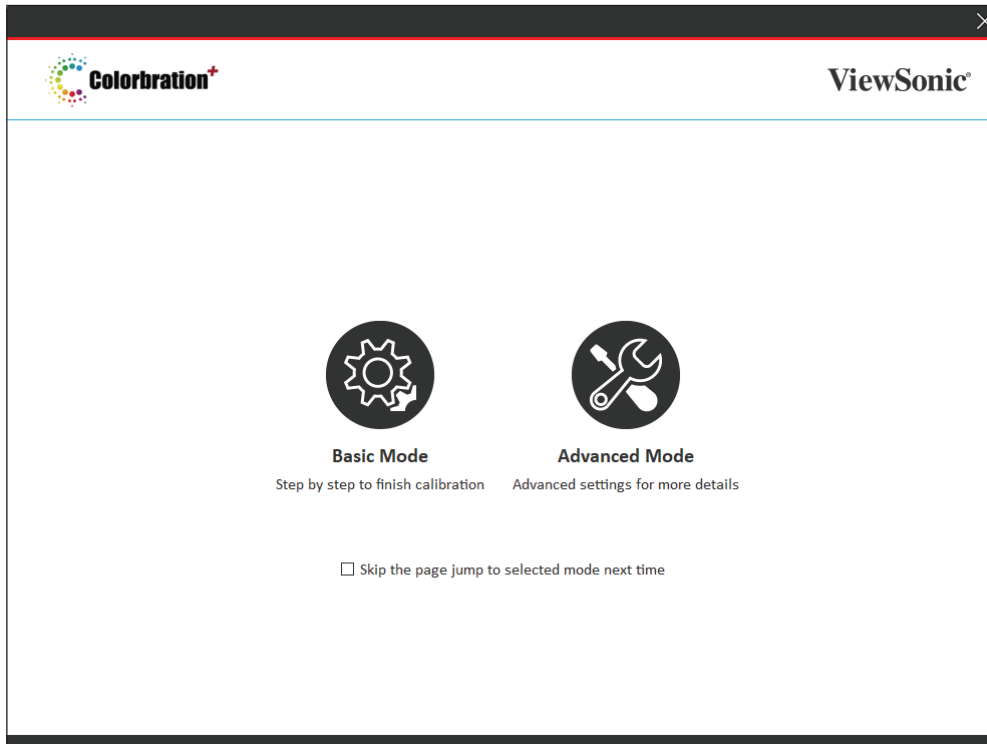 Colorbration+
ViewSonic®
Basic Mode
Advanced Mode
Step by step to finish calibration
Advanced settings for more details
Skip the page jump to selected mode next time